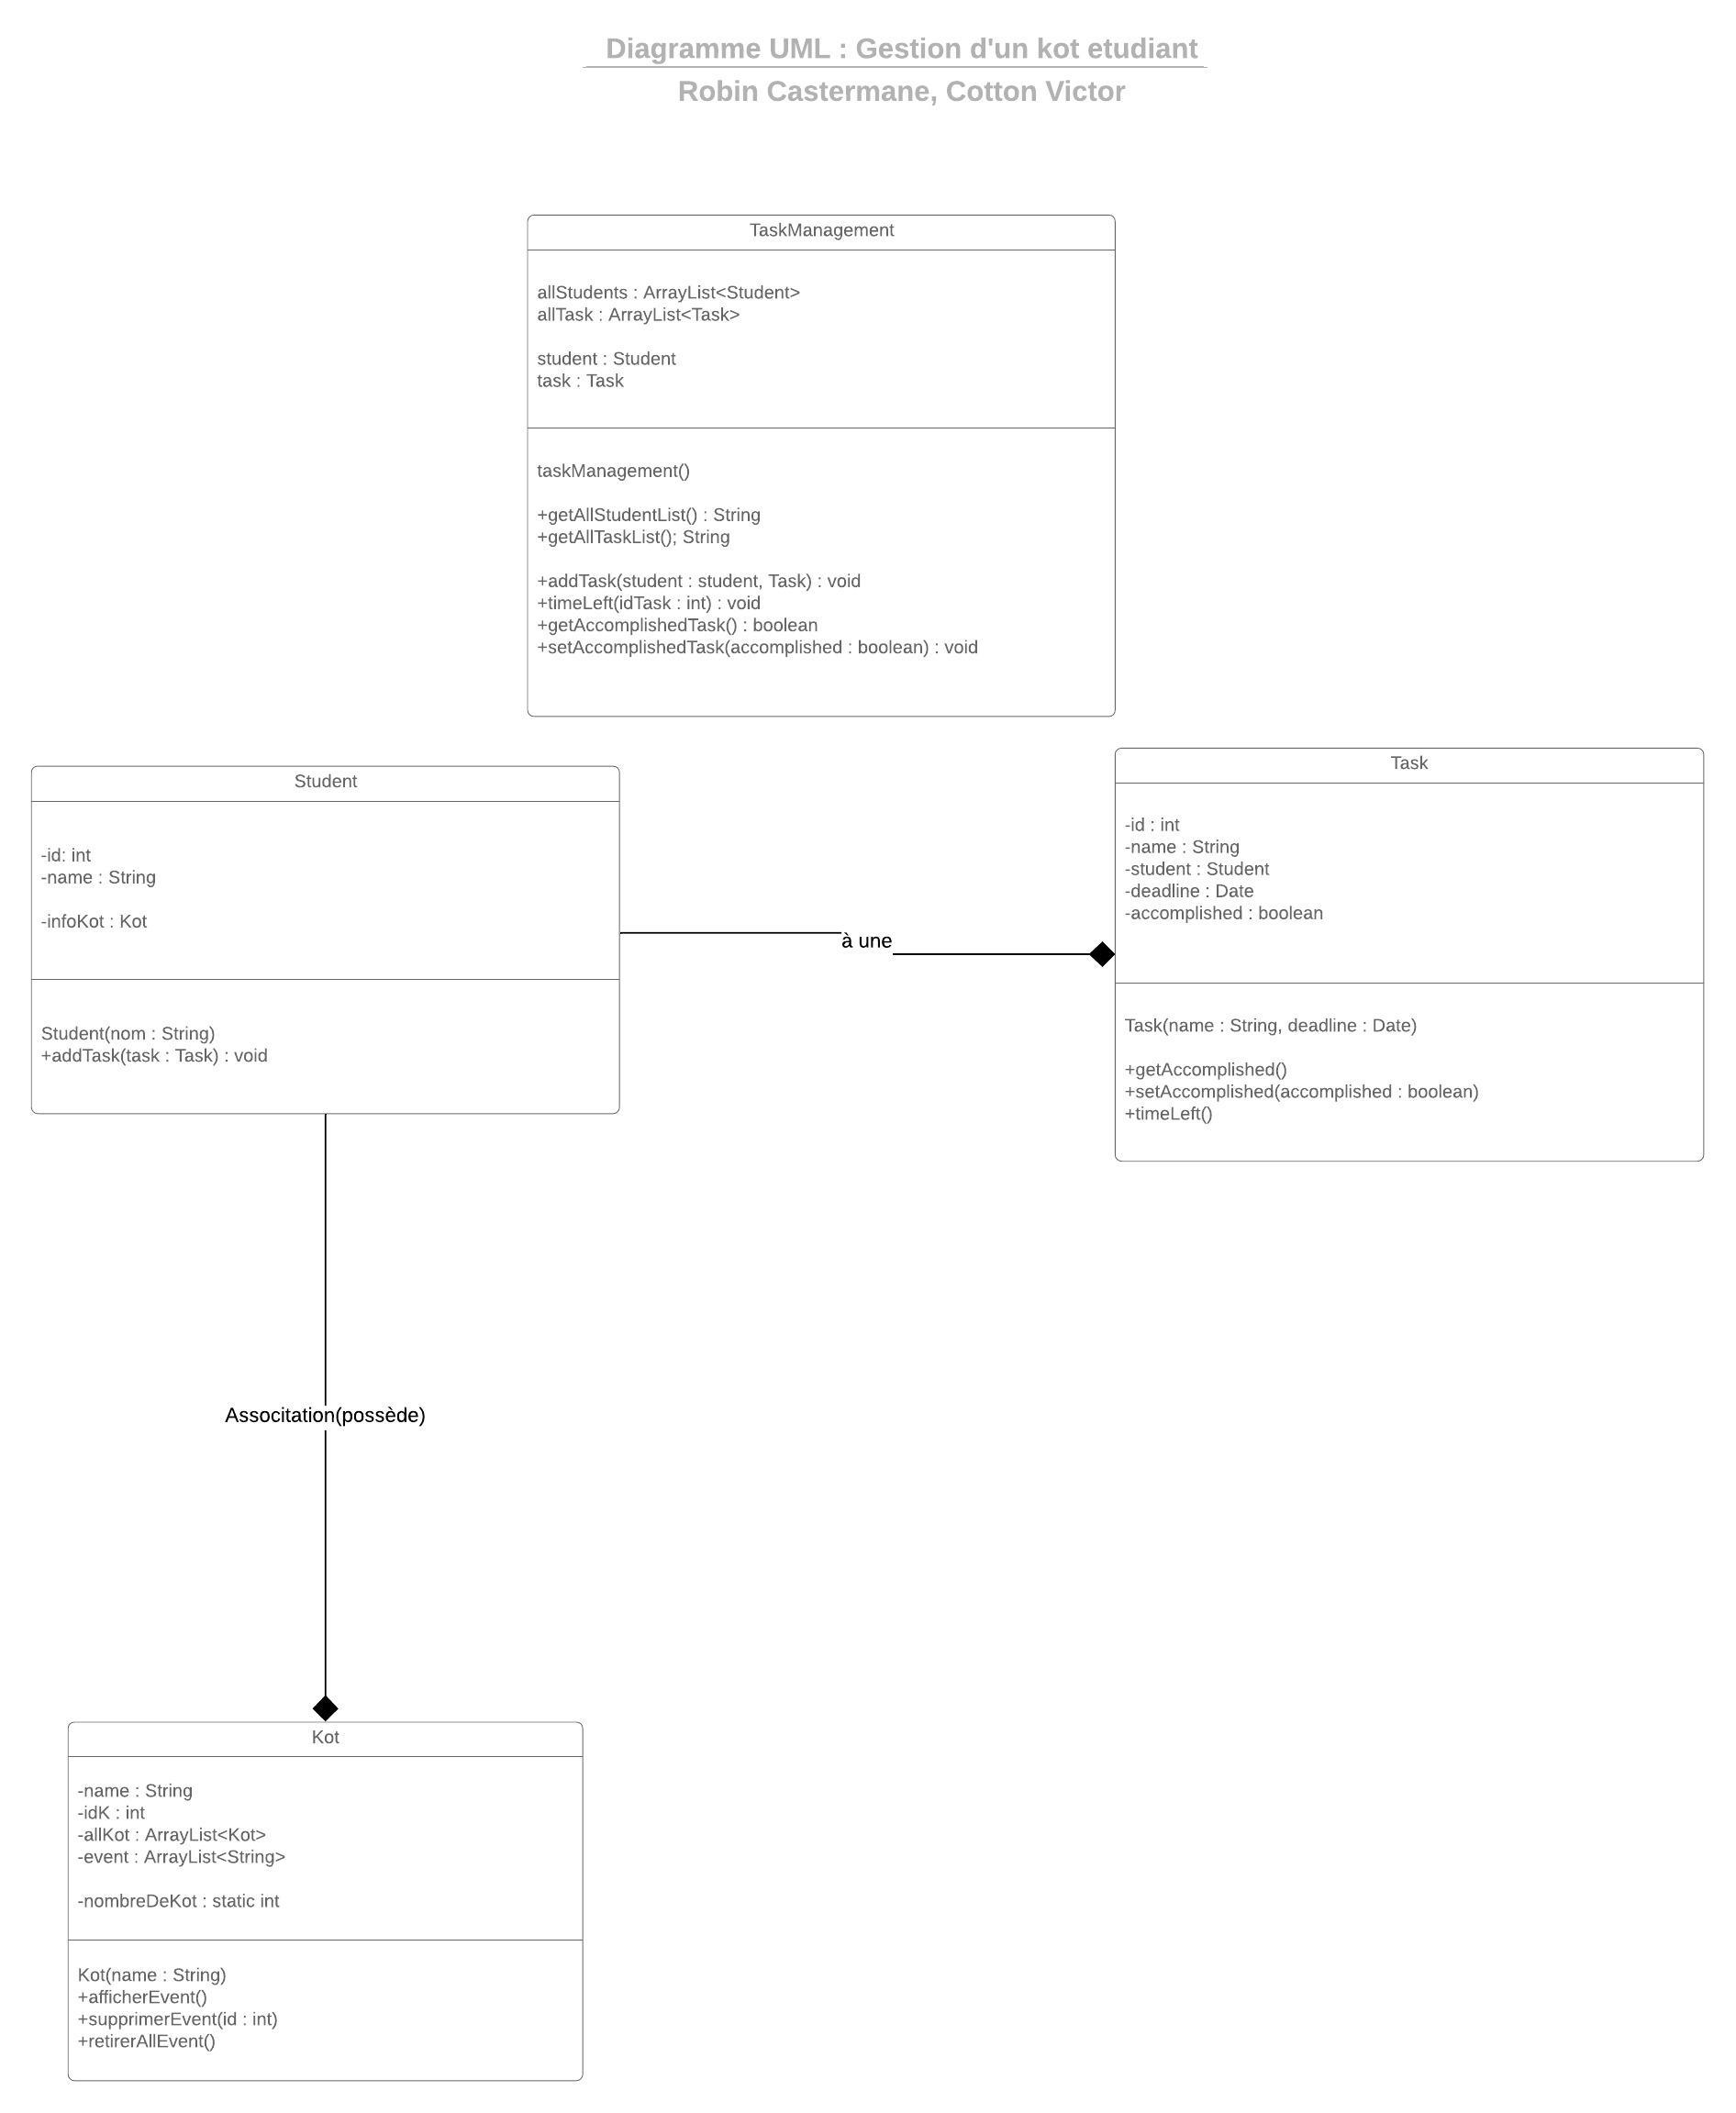 Diagramme UML : Gestion d'un kot etudiant
Robin Castermane, Cotton Victor
TaskManagement
allStudents : ArrayList<Student>
allTask : ArrayList<Task>
student : Student
task : Task
taskManagement()
+getAllStudentList() : String
+getAllTaskList(); String
+addTask(student : student, Task) : void
+timeLeft(idTask : int) : void
+getAccomplishedTask() : boolean
+setAccomplishedTask(accomplished : boolean) : void
Student
-id: int
-name : String
-infoKot : Kot
Student(nom : String)
+addTask(task : Task) : void
à une
Task
-id : int
-name : String
-student : Student
-deadline : Date
-accomplished : boolean
Task(name : String, deadline : Date)
+getAccomplished()
+setAccomplished(accomplished : boolean)
+timeLeft()
Associtation(possède)
Kot
-name : String
-idK : int
-allKot : ArrayList<Kot>
-event : ArrayList<String>
-nombreDeKot : static int
Kot(name : String)
+afficherEvent()
+supprimerEvent(id : int)
+retirerAllEvent()